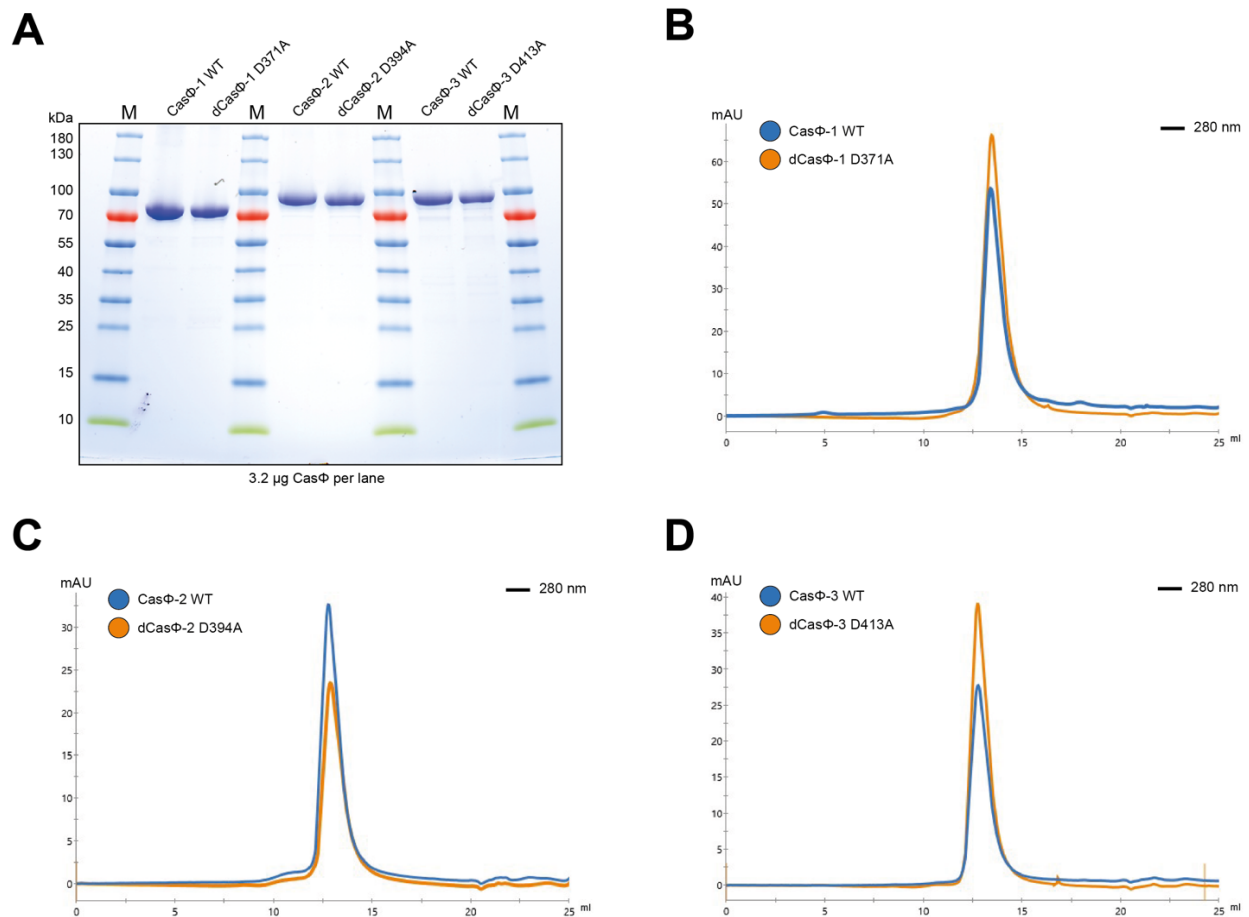 A
CasΦ-1 WT
dCasΦ-1 D371A
CasΦ-2 WT
dCasΦ-2 D394A
CasΦ-3 WT
dCasΦ-3 D413A
kDa
M
M
M
M
180
130
100
70
55
40
35
25
15
10
3.2 µg CasΦ per lane
B
mAU
CasΦ-1 WT
dCasΦ-1 D371A
280 nm
60
50
40
30
20
10
0
0
5
10
15
20
25
ml
C
mAU
CasΦ-2 WT
dCasΦ-2 D394A
280 nm
30
25
20
15
10
5
0
0
5
10
15
20
25
ml
D
mAU
CasΦ-3 WT
dCasΦ-3 D413A
280 nm
40
35
30
25
20
15
10
5
0
0
5
10
15
20
25
ml